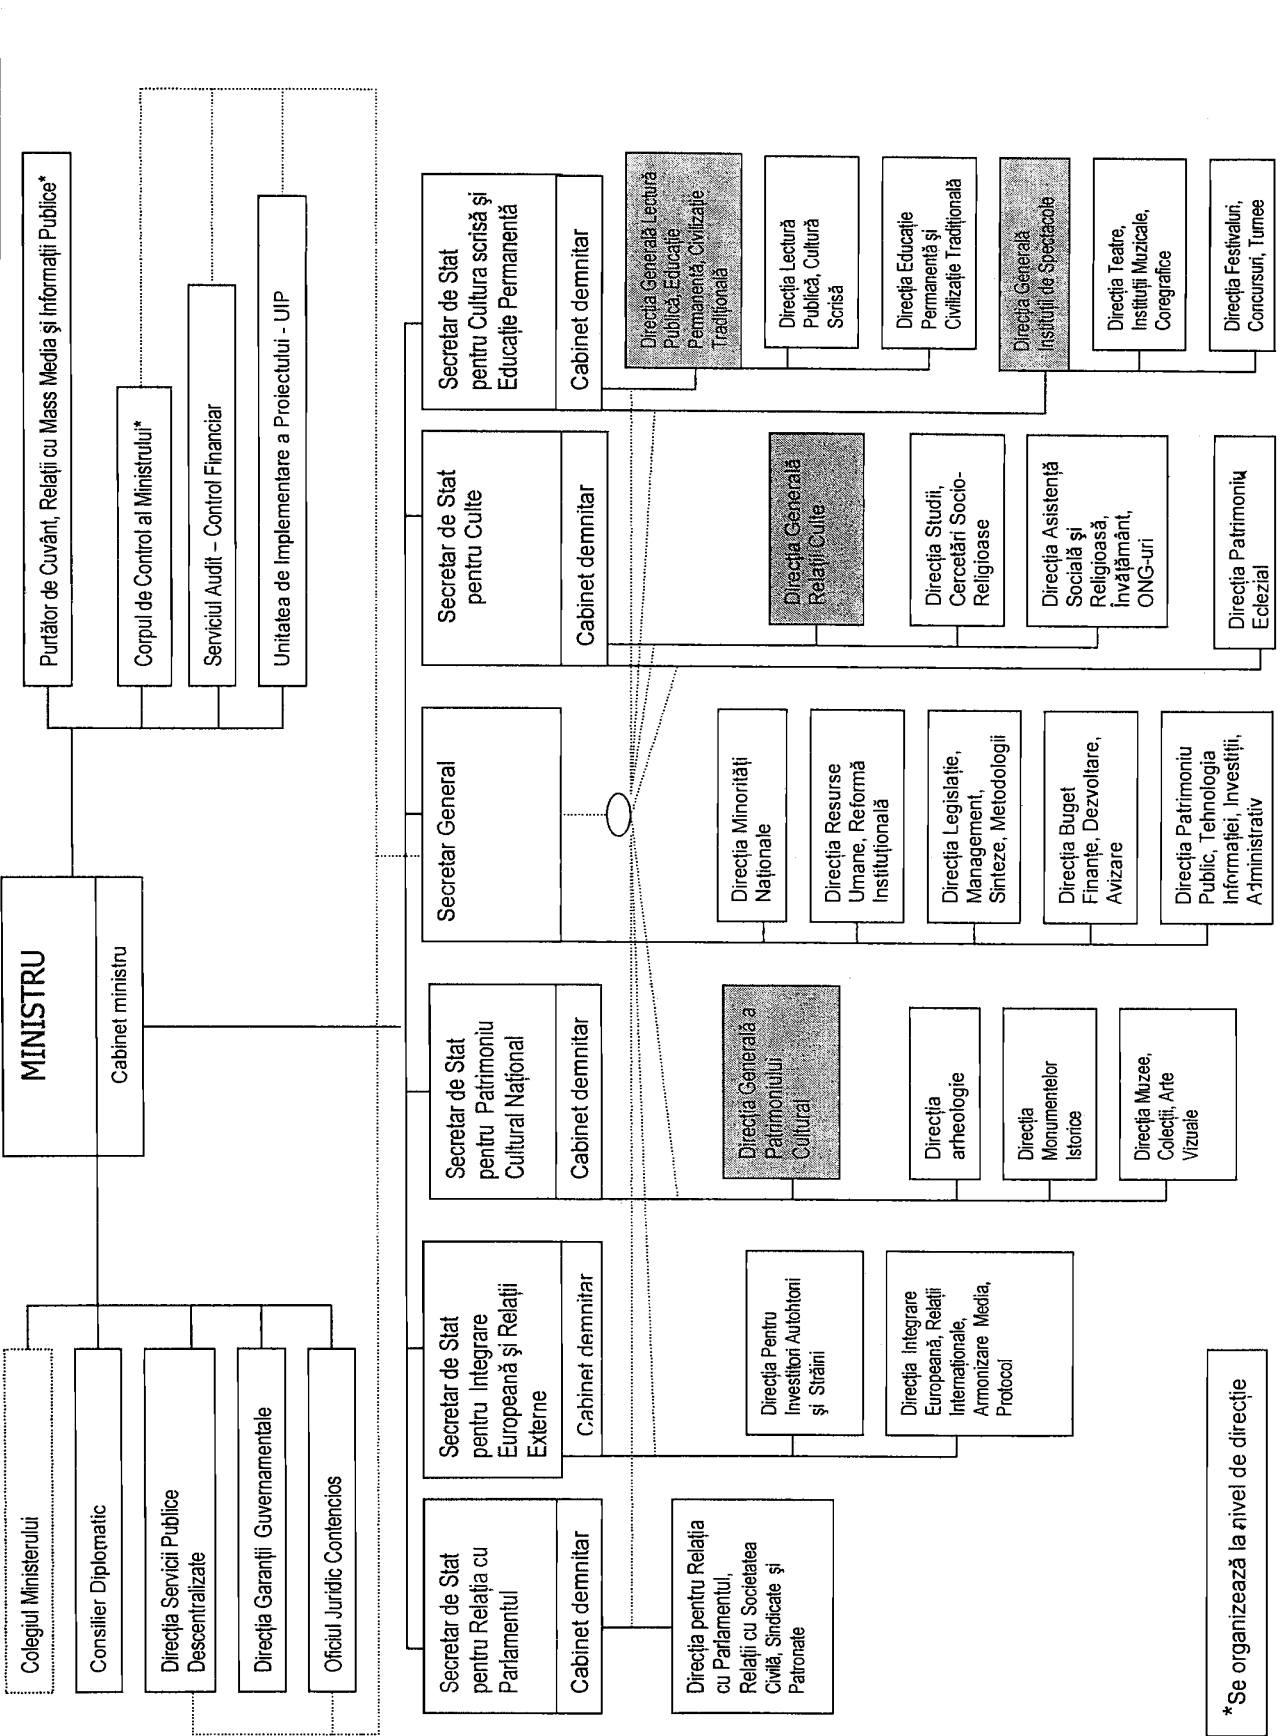 MINISTRU
Cabinet ministru
Colegiul Ministerului
Consilier Diplomatic
Direcția Servicii Publice
Descentralizate
Direcția Garanții Guvernamentale
Oficiul Juridic Contencios
Purtător de Cuvânt, Relații cu Mass Media și Informații Publice*
Corpul de Control al Ministrului*
Serviciul Audit – Control Financiar
Unitatea de Implementare a Proiectului - UIP
Secretar de Stat
pentru Relația cu
Parlamentul
Cabinet demnitar
Direcția pentru Relația
cu Parlamentul,
Relații cu Societatea
Civilă, Sindicate și
Patronate
Secretar de Stat
pentru Integrare
Europeană și Relații
Externe
Cabinet demnitar
Direcția Pentru
Investitori Autohtoni
și Străini
Direcția Integrare
Europeană, Relații
Internaționale,
Armonizare Media,
Protocol
Secretar de Stat
pentru Patrimoniu
Cultural Național
Cabinet demnitar
Direcția Generală a
Patrimoniului
Cultural
Direcția
arheologie
Direcția
Monumentelor
Istorice
Direcția Muzee,
Colecții, Arte
Vizuale
Secretar General
Direcția Minorități
Naționale
Direcția Resurse
Umane, Reformă
Instituțională
Direcția Legislație,
Management,
Sinteze, Metodologii
Direcția Buget
Finanțe, Dezvoltare,
Avizare
Direcția Patrimoniu
Public, Tehnologia
Informației, Investiții,
Administrativ
Secretar de Stat
pentru Culte
Cabinet demnitar
Direcția Generală
Relații Culte
Direcția Studii,
Cercetări Socio-
Religioase
Direcția Asistență
Socială și
Religioasă,
Învățământ,
ONG-uri
Direcția Patrimoniu
Eclezial
Secretar de Stat
pentru Cultura scrisă și
Educație Permanentă
Cabinet demnitar
Direcția Generală Lectură
Publică, Educație
Permanentă, Civilizație
Tradițională
Direcția Lectură
Publică, Cultură
Scrisă
Direcția Educație
Permanentă și
Civilizație Tradițională
Direcția Generală
Instituții de Spectacole
Direcția Teatre,
Instituții Muzicale,
Coregrafice
Direcția Festivaluri,
Concursuri, Turnee
*Se organizează la nivel de direcție